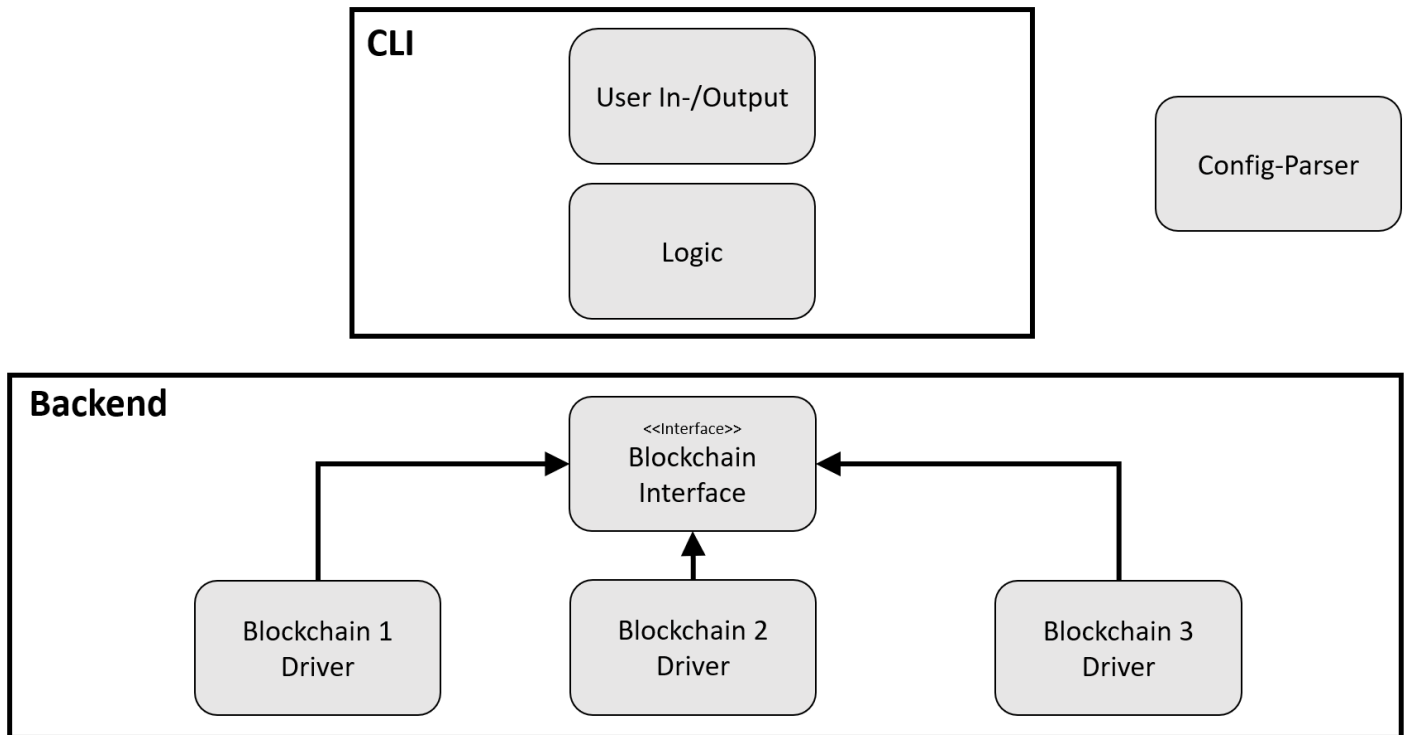 CLI
User In-/Output
Config-Parser
Logic
Backend
<<Interface>>
Blockchain
Interface
Blockchain 1
Driver
Blockchain 2
Driver
Blockchain 3
Driver